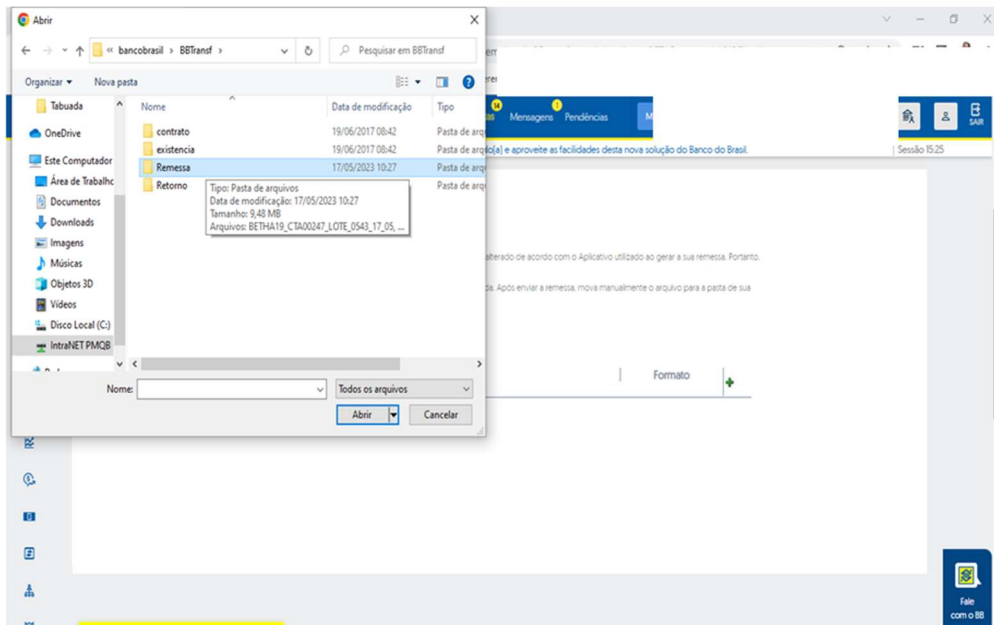 Abrir
bancobrasil > BBTransf >
Pesquisar em BBTransf
Organizar
Nova pasta
Nome
Data de modificação
Tipo
Tabuada
OneDrive
Este Computador
Área de Trabalho
Documentos
Downloads
Imagens
Músicas
Objetos 3D
Vídeos
Disco Local (C:)
IntraNET PMQB
contrato 19/06/2017 08:42 Pasta de arq
existencia 19/06/2017 08:42 Pasta de arq
Remessa 17/05/2023 10:27 Pasta de arq
Retorno Pasta de arq
Tipo: Pasta de arquivos
Data de modificação: 17/05/2023 10:27
Tamanho: 9,48 MB
Arquivos: BETHA19_CTA00247_LOTE_0543_17_05, ...
Nome:
Todos os arquivos
Abrir
Cancelar
14
Mensagens
1
Pendências
M
SAIR
do[a] e aproveite as facilidades desta nova solução do Banco do Brasil.
Sessão 15:25
alterado de acordo com o Aplicativo utilizado ao gerar a sua remessa. Portanto,
da. Após enviar a remessa, mova manualmente o arquivo para a pasta de sua
Formato
Fale
com o BB